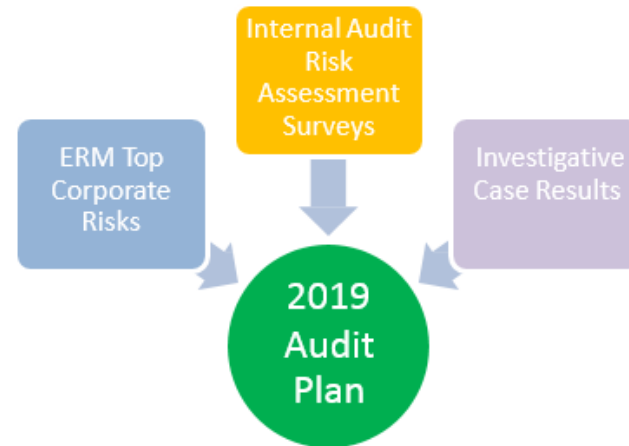 Internal Audit
Risk
Assessment
Surveys
ERM Top
Corporate
Risks
Investigative
Case Results
2019
Audit
Plan